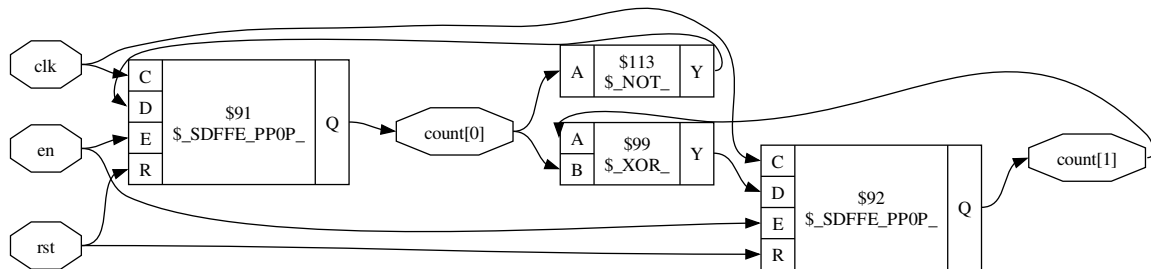 clk
en
rst
C
D
E
R
$91
$_SDFFE_PP0P_
Q
count[0]
A
$113
$_NOT_
Y
A
B
$99
$_XOR_
Y
C
D
E
R
$92
$_SDFFE_PP0P_
Q
count[1]